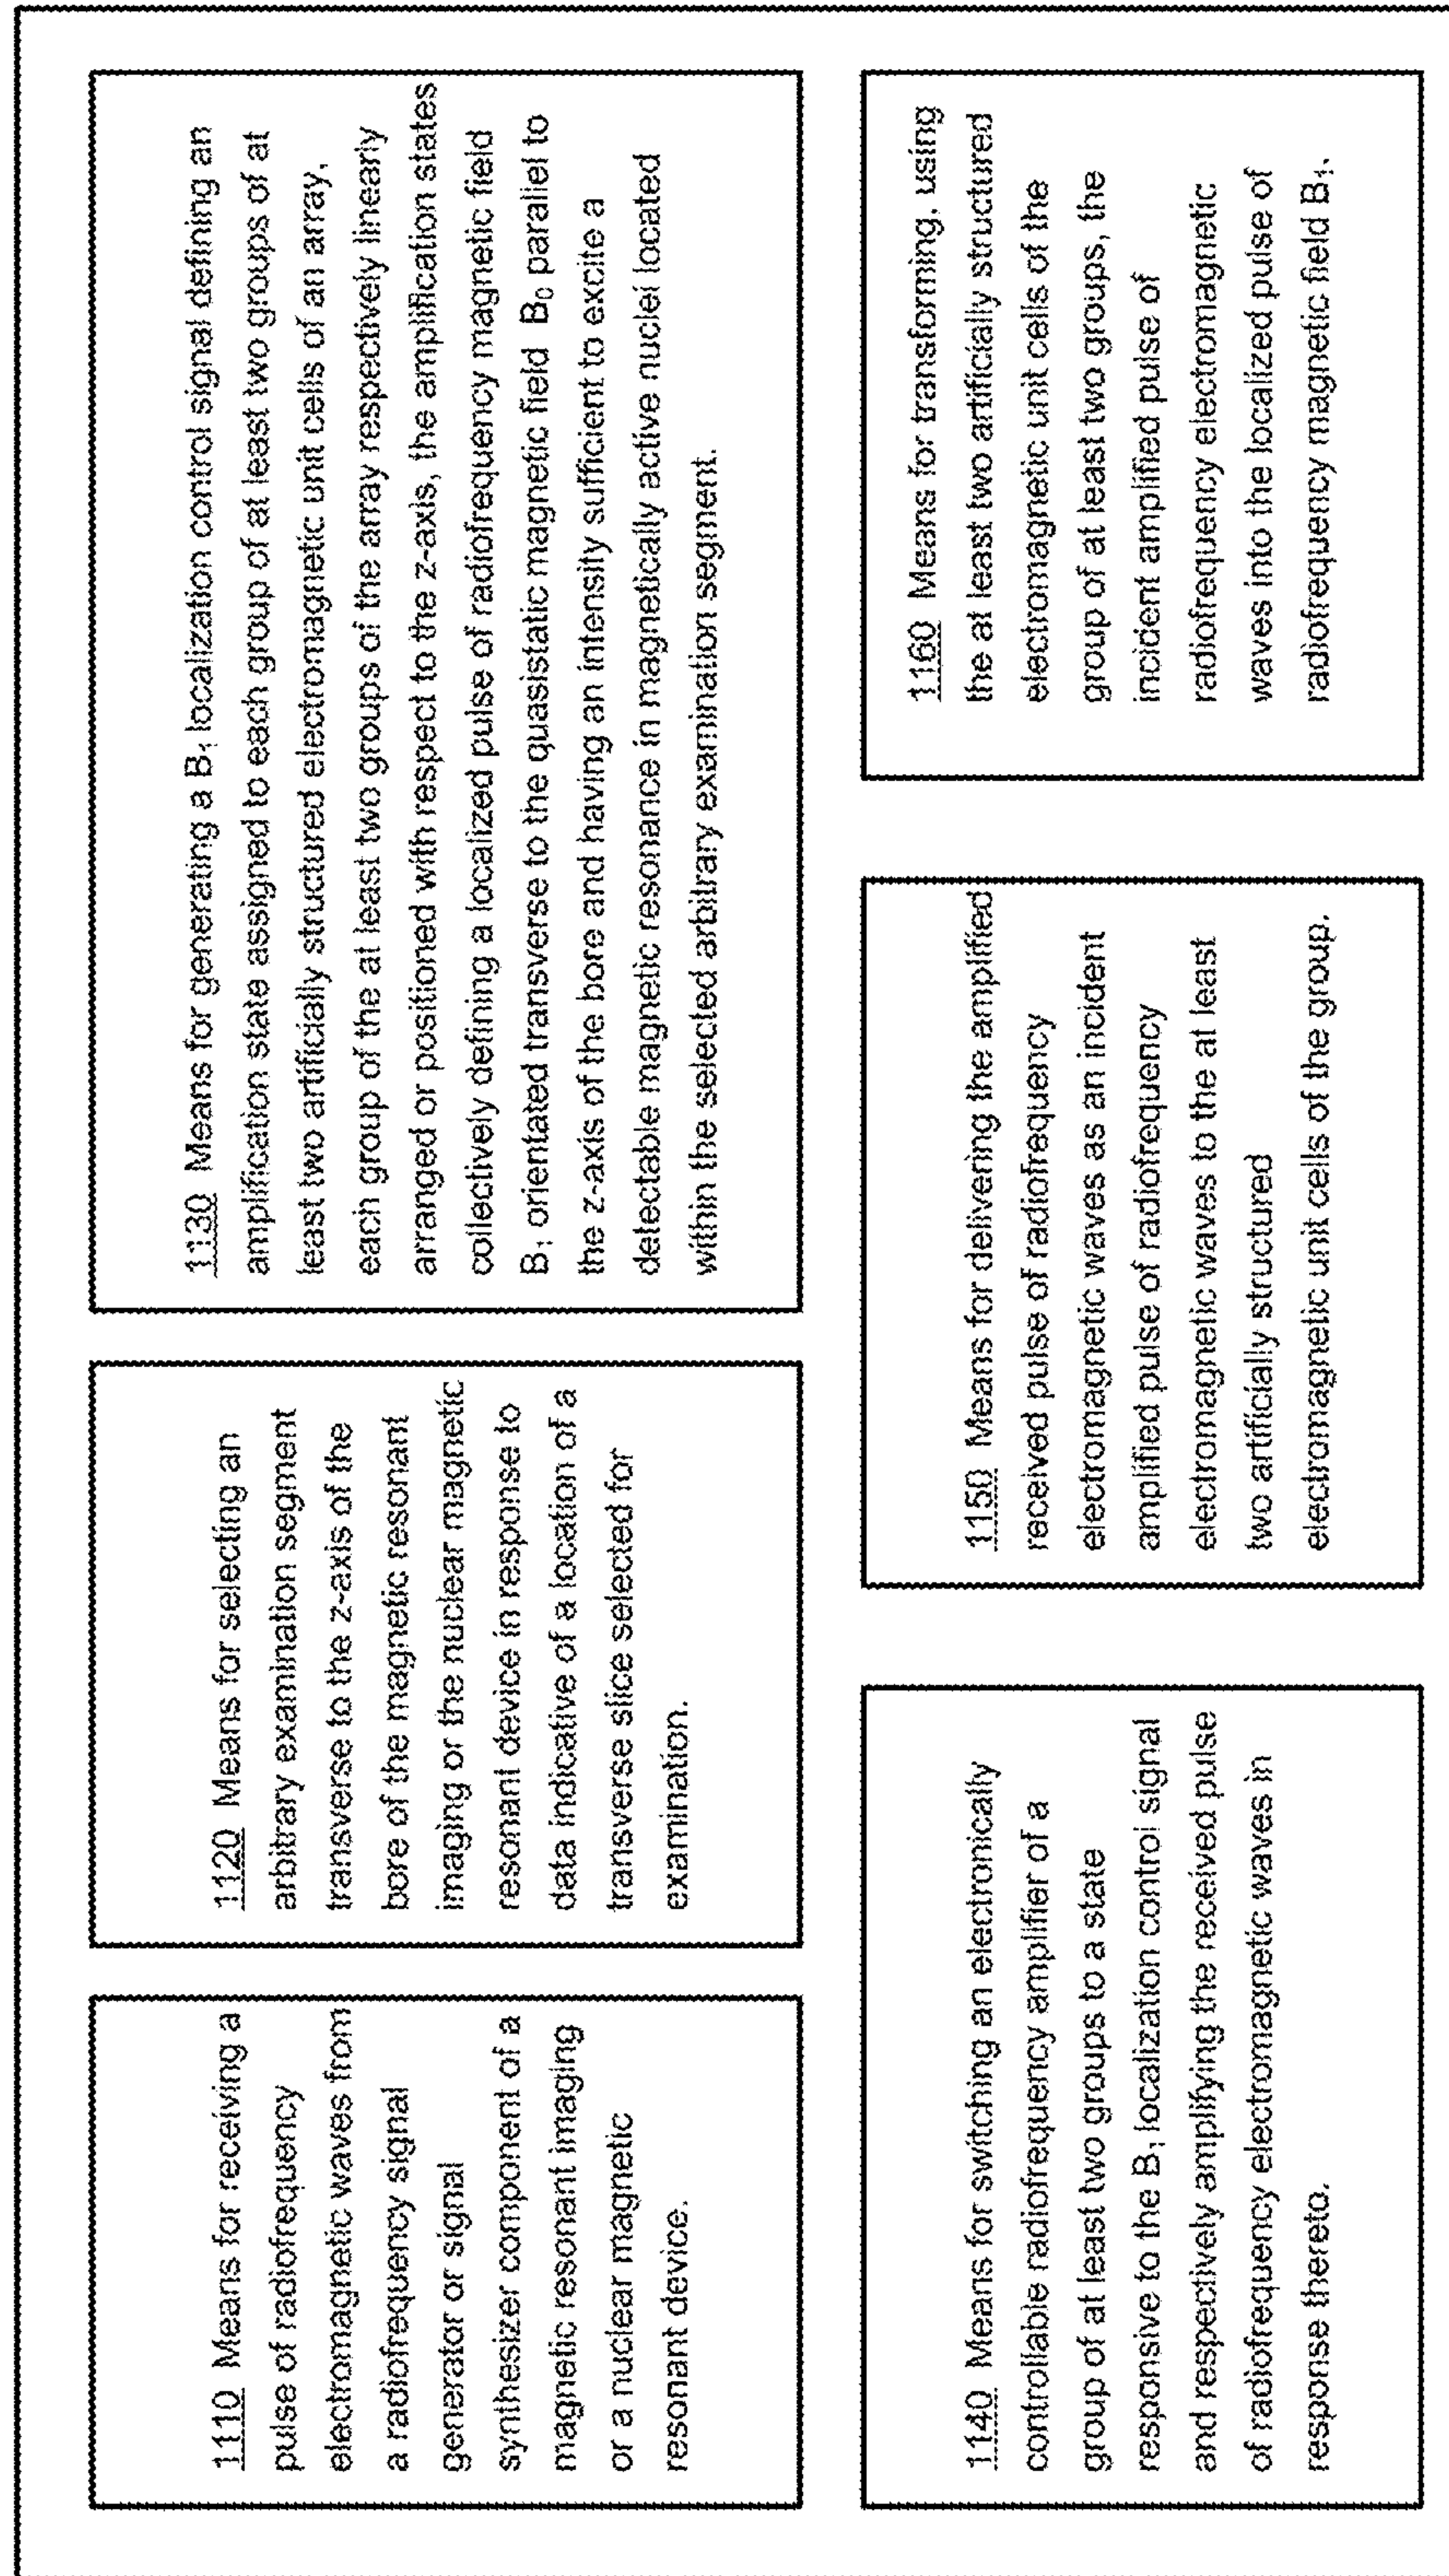 1110 Means for receiving a
pulse of radiofrequency
electromagnetic waves from
a radiofrequency signal
generator or signal
synthesizer component of a
magnetic resonant imaging
or a nuclear magnetic
resonant device.
1120 Means for selecting an
arbitrary examination segment
transverse to the z-axis of the
bore of the magnetic resonant
imaging or the nuclear magnetic
resonant device in response to
data indicative of a location of a
transverse slice selected for
examination.
1130 Means for generating a B₁ localization control signal defining an
amplification state assigned to each group of at least two groups of at
least two artificially structured electromagnetic unit cells of an array,
each group of the at least two groups of the array respectively linearly
arranged or positioned with respect to the z-axis, the amplification states
collectively defining a localized pulse of radiofrequency magnetic field
B₁ orientated transverse to the quasistatic magnetic field B₀ parallel to
the z-axis of the bore and having an intensity sufficient to excite a
detectable magnetic resonance in magnetically active nuclei located
within the selected arbitrary examination segment.
1140 Means for switching an electronically
controllable radiofrequency amplifier of a
group of at least two groups to a state
responsive to the B₁ localization control signal
and respectively amplifying the received pulse
of radiofrequency electromagnetic waves in
response thereto.
1150 Means for delivering the amplified
received pulse of radiofrequency
electromagnetic waves as an incident
amplified pulse of radiofrequency
electromagnetic waves to the at least
two artificially structured
electromagnetic unit cells of the group.
1160 Means for transforming, using
the at least two artificially structured
electromagnetic unit cells of the
group of at least two groups, the
incident amplified pulse of
radiofrequency electromagnetic
waves into the localized pulse of
radiofrequency magnetic field B₁.